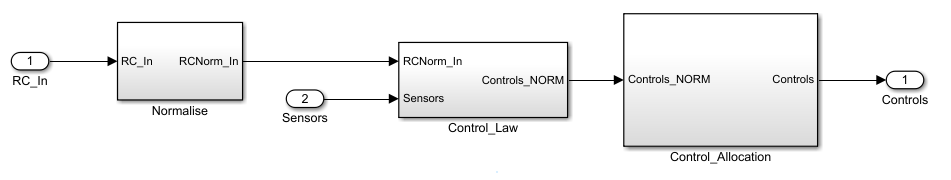 1
RC_In
RC_In
RCNorm_In
Normalise
2
Sensors
RCNorm_In
Sensors
Controls_NORM
Control_Law
Controls_NORM
Controls
Control_Allocation
1
Controls